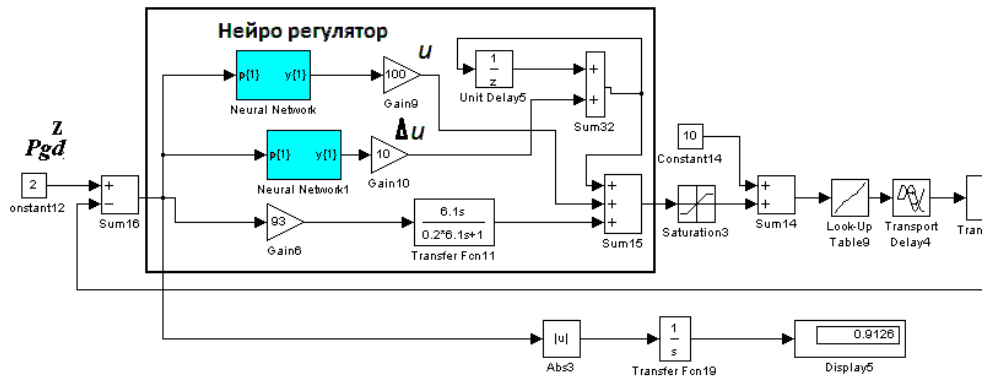 Нейро регулятор
u
p{1} y{1}
Neural Network
100
Gain9
1
z
Unit Delay5
+
+
Sum32
Δu
p{1} y{1}
Neural Network1
10
Gain10
Z
Pgd
2
onstant12
+
−
Sum16
93
Gain6
6.1s
0.2*6.1s+1
Transfer Fcn11
+
+
+
Sum15
Saturation3
10
Constant14
+
+
Sum14
Look-Up
Table9
Transport
Delay4
Tran
|u|
Abs3
1
s
Transfer Fcn19
0.9126
Display5